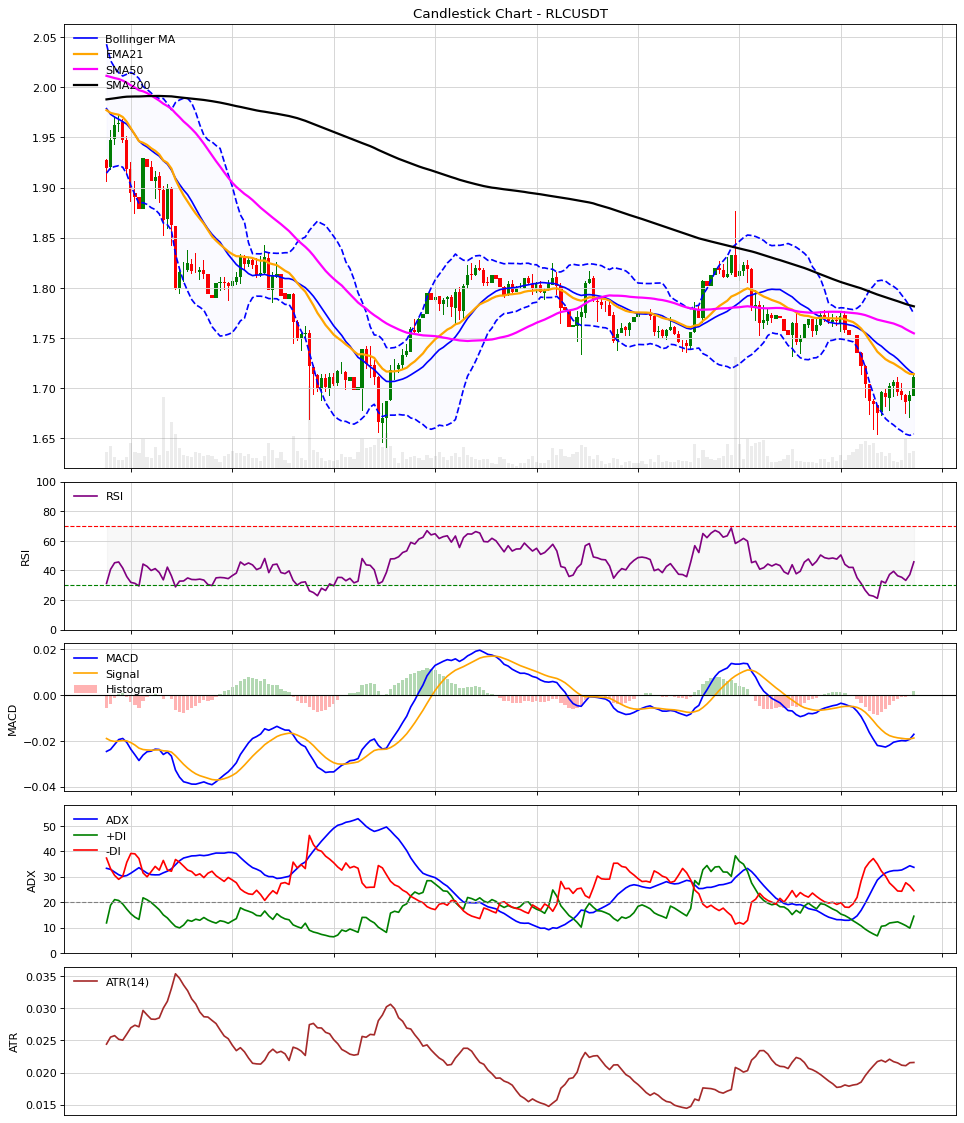 Candlestick Chart - RLCUSDT
Bollinger MA
EMA21
SMA50
SMA200
2.05
2.00
1.95
1.90
1.85
1.80
1.75
1.70
1.65
RSI
RSI
100
80
60
40
20
0
MACD
Signal
Histogram
MACD
0.02
0.00
−0.02
−0.04
ADX
+DI
-DI
ADX
50
40
30
20
10
0
ATR(14)
ATR
0.035
0.030
0.025
0.020
0.015